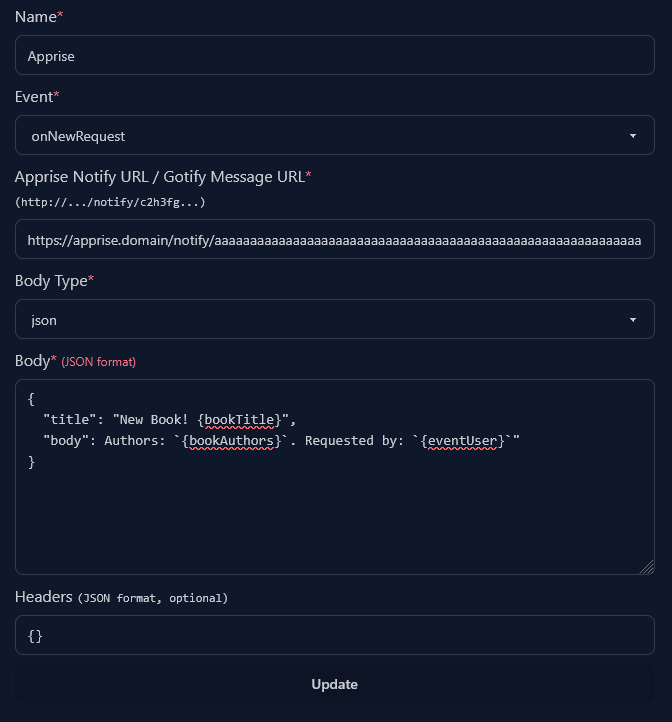 Name*
Apprise
Event*
onNewRequest
Apprise Notify URL / Gotify Message URL*
(http://.../notify/c2h3fg...)
https://apprise.domain/notify/aaaaaaaaaaaaaaaaaaaaaaaaaaaaaaaaaaaaaaaaaaaaaaaaaaaaaaaaaaaaa
Body Type*
json
Body* (JSON format)
{
  "title": "New Book! {bookTitle}",
  "body": Authors: `{bookAuthors}`. Requested by: `{eventUser}`"
}
Headers (JSON format, optional)
{}
Update